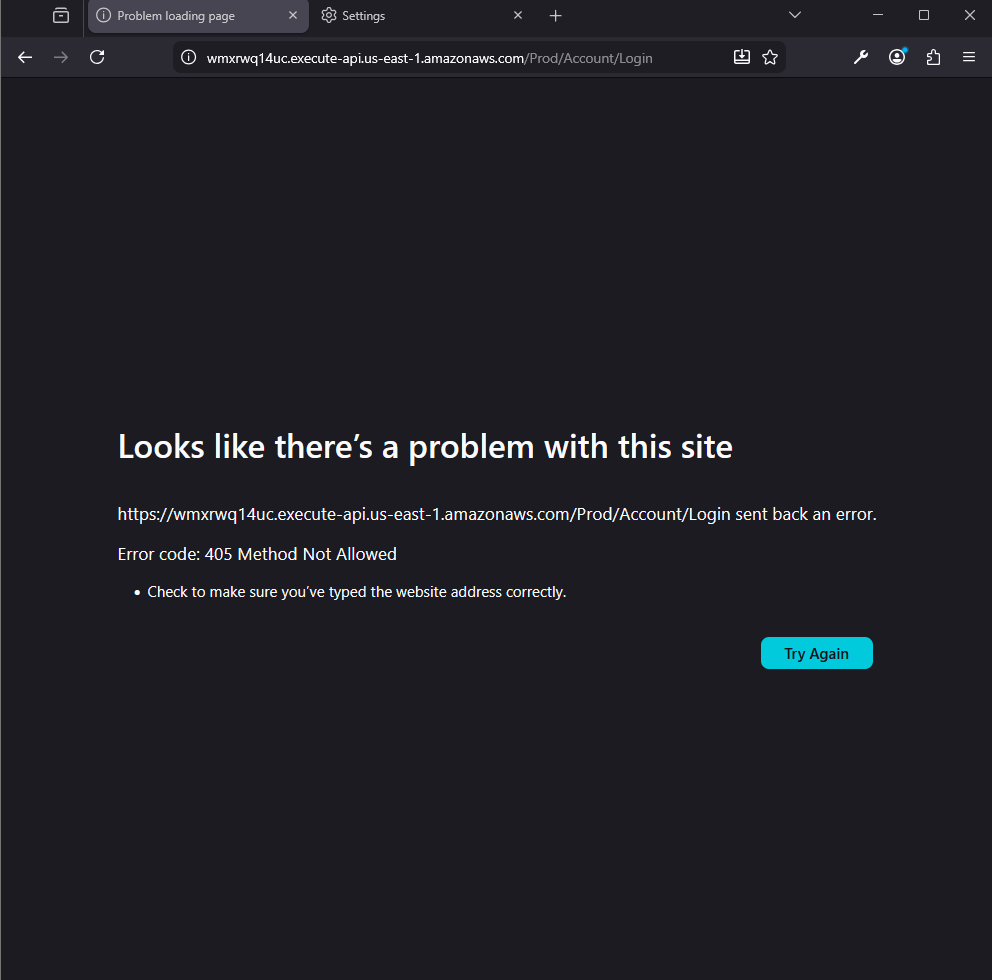 Problem loading page
Settings
wmxrwq14uc.execute-api.us-east-1.amazonaws.com/Prod/Account/Login
Looks like there’s a problem with this site
https://wmxrwq14uc.execute-api.us-east-1.amazonaws.com/Prod/Account/Login sent back an error.
Error code: 405 Method Not Allowed
• Check to make sure you’ve typed the website address correctly.
Try Again